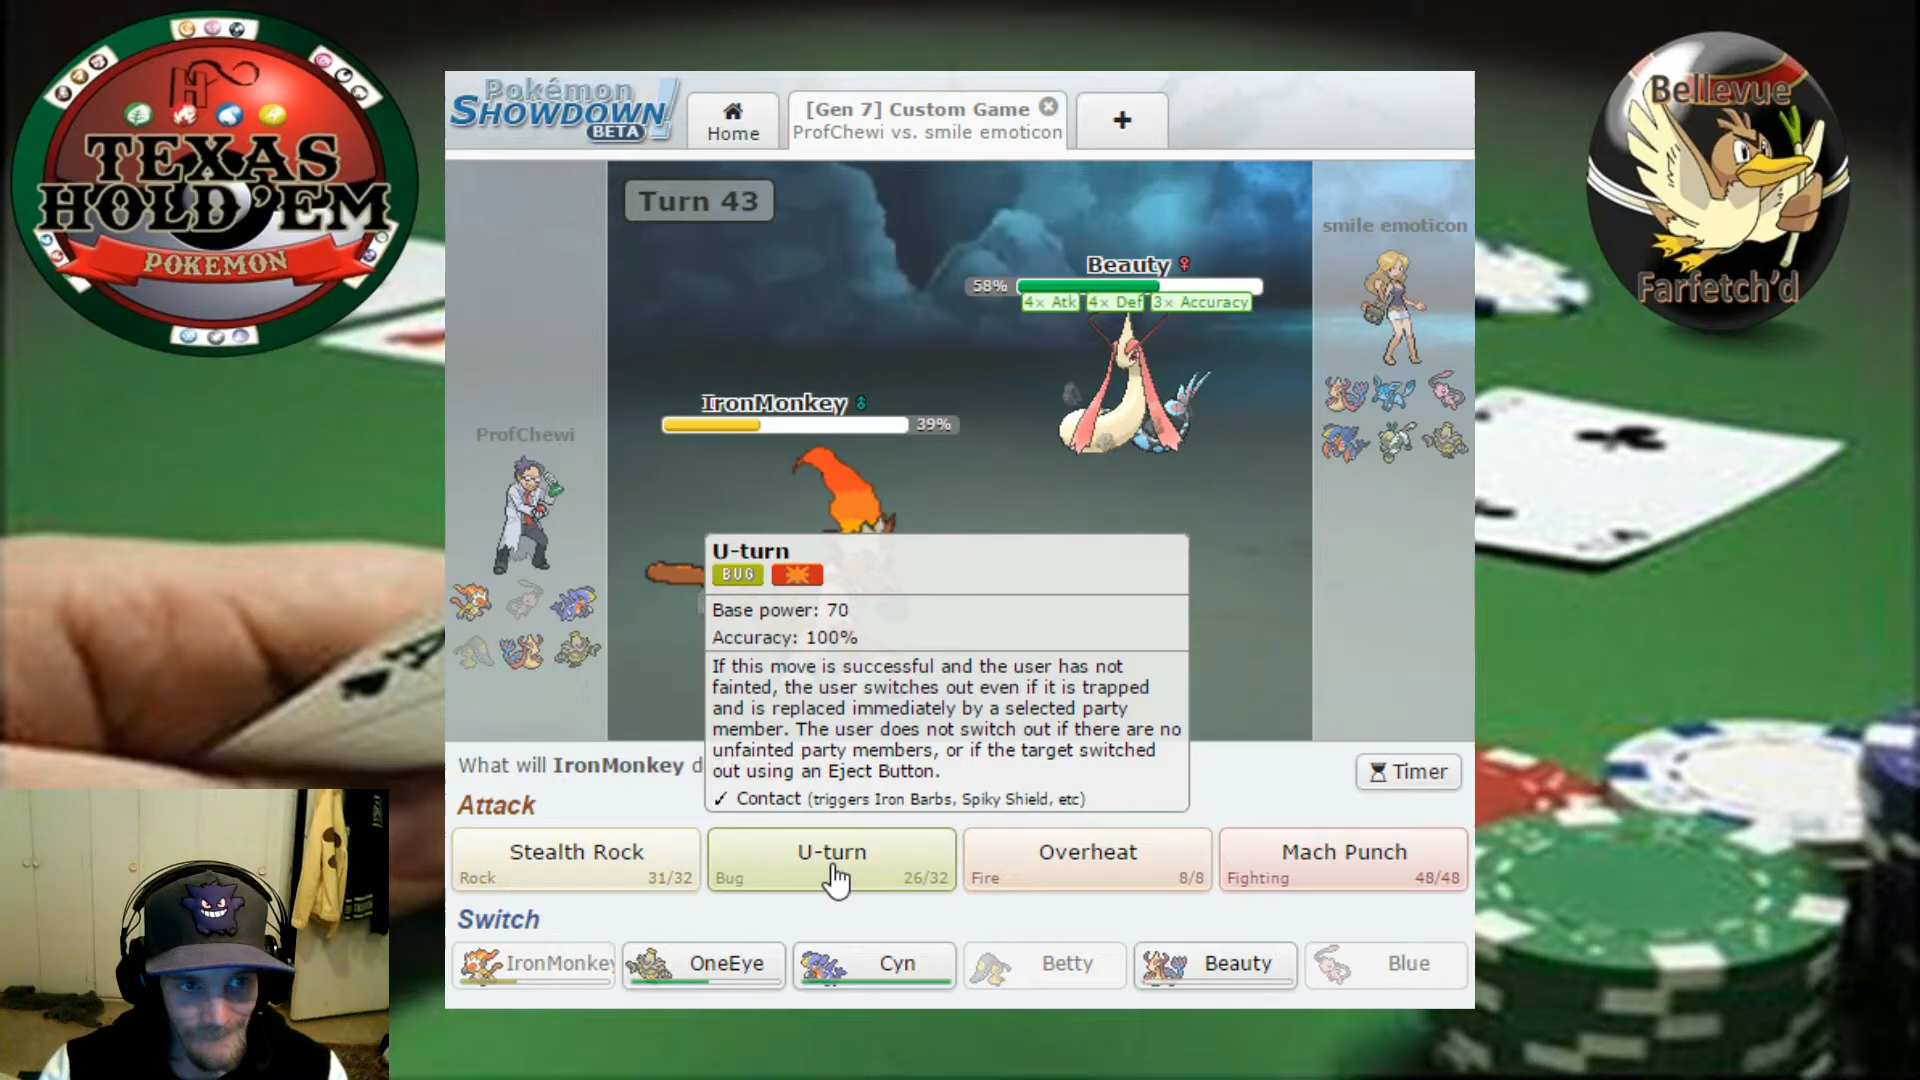 TEXAS
HOLD'EM
POKEMON
Bellevue
Farfetch'd
Pokémon
SHOWDOWN!
BETA
Home
[Gen 7] Custom Game
ProfChewi vs. smile emoticon
+
Turn 43
smile emoticon
Beauty ♀
58%
4× Atk 4× Def 3× Accuracy
IronMonkey ♂
39%
ProfChewi
U-turn
BUG
Base power: 70
Accuracy: 100%
If this move is successful and the user has not
fainted, the user switches out even if it is trapped
and is replaced immediately by a selected party
member. The user does not switch out if there are no
unfainted party members, or if the target switched
out using an Eject Button.
✓ Contact (triggers Iron Barbs, Spiky Shield, etc)
What will IronMonkey d
Timer
Attack
Stealth Rock
Rock 31/32
U-turn
Bug 26/32
Overheat
Fire 8/8
Mach Punch
Fighting 48/48
Switch
IronMonkey
OneEye
Cyn
Betty
Beauty
Blue